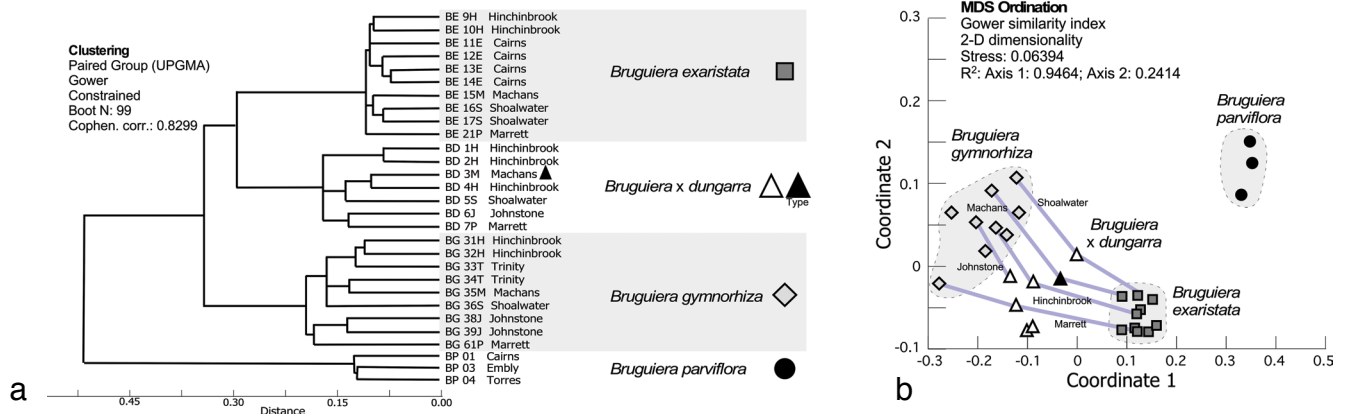 Clustering
Paired Group (UPGMA)
Gower
Constrained
Boot N: 99
Cophen. corr.: 0.8299
BE 9H Hinchinbrook
BE 10H Hinchinbrook
BE 11E Cairns
BE 12E Cairns
BE 13E Cairns
BE 14E Cairns
BE 15M Machans
BE 16S Shoalwater
BE 17S Shoalwater
BE 21P Marrett
BD 1H Hinchinbrook
BD 2H Hinchinbrook
BD 3M Machans
BD 4H Hinchinbrook
BD 5S Shoalwater
BD 6J Johnstone
BD 7P Marrett
BG 31H Hinchinbrook
BG 32H Hinchinbrook
BG 33T Trinity
BG 34T Trinity
BG 35M Machans
BG 36S Shoalwater
BG 38J Johnstone
BG 39J Johnstone
BG 61P Marrett
BP 01 Cairns
BP 03 Embly
BP 04 Torres
Bruguiera exaristata
Bruguiera x dungarra
Type
Bruguiera gymnorhiza
Bruguiera parviflora
0.45 0.30 0.15 0.00
Distance
a
MDS Ordination
Gower similarity index
2-D dimensionality
Stress: 0.06394
R²: Axis 1: 0.9464; Axis 2: 0.2414
Bruguiera
parviflora
Bruguiera
gymnorhiza
Shoalwater
Machans
Bruguiera
x dungarra
Johnstone
Hinchinbrook
Bruguiera
exaristata
Marrett
0.3
0.2
0.1
0
-0.1
Coordinate 2
-0.3 -0.2 -0.1 0 0.1 0.2 0.3 0.4 0.5
Coordinate 1
b